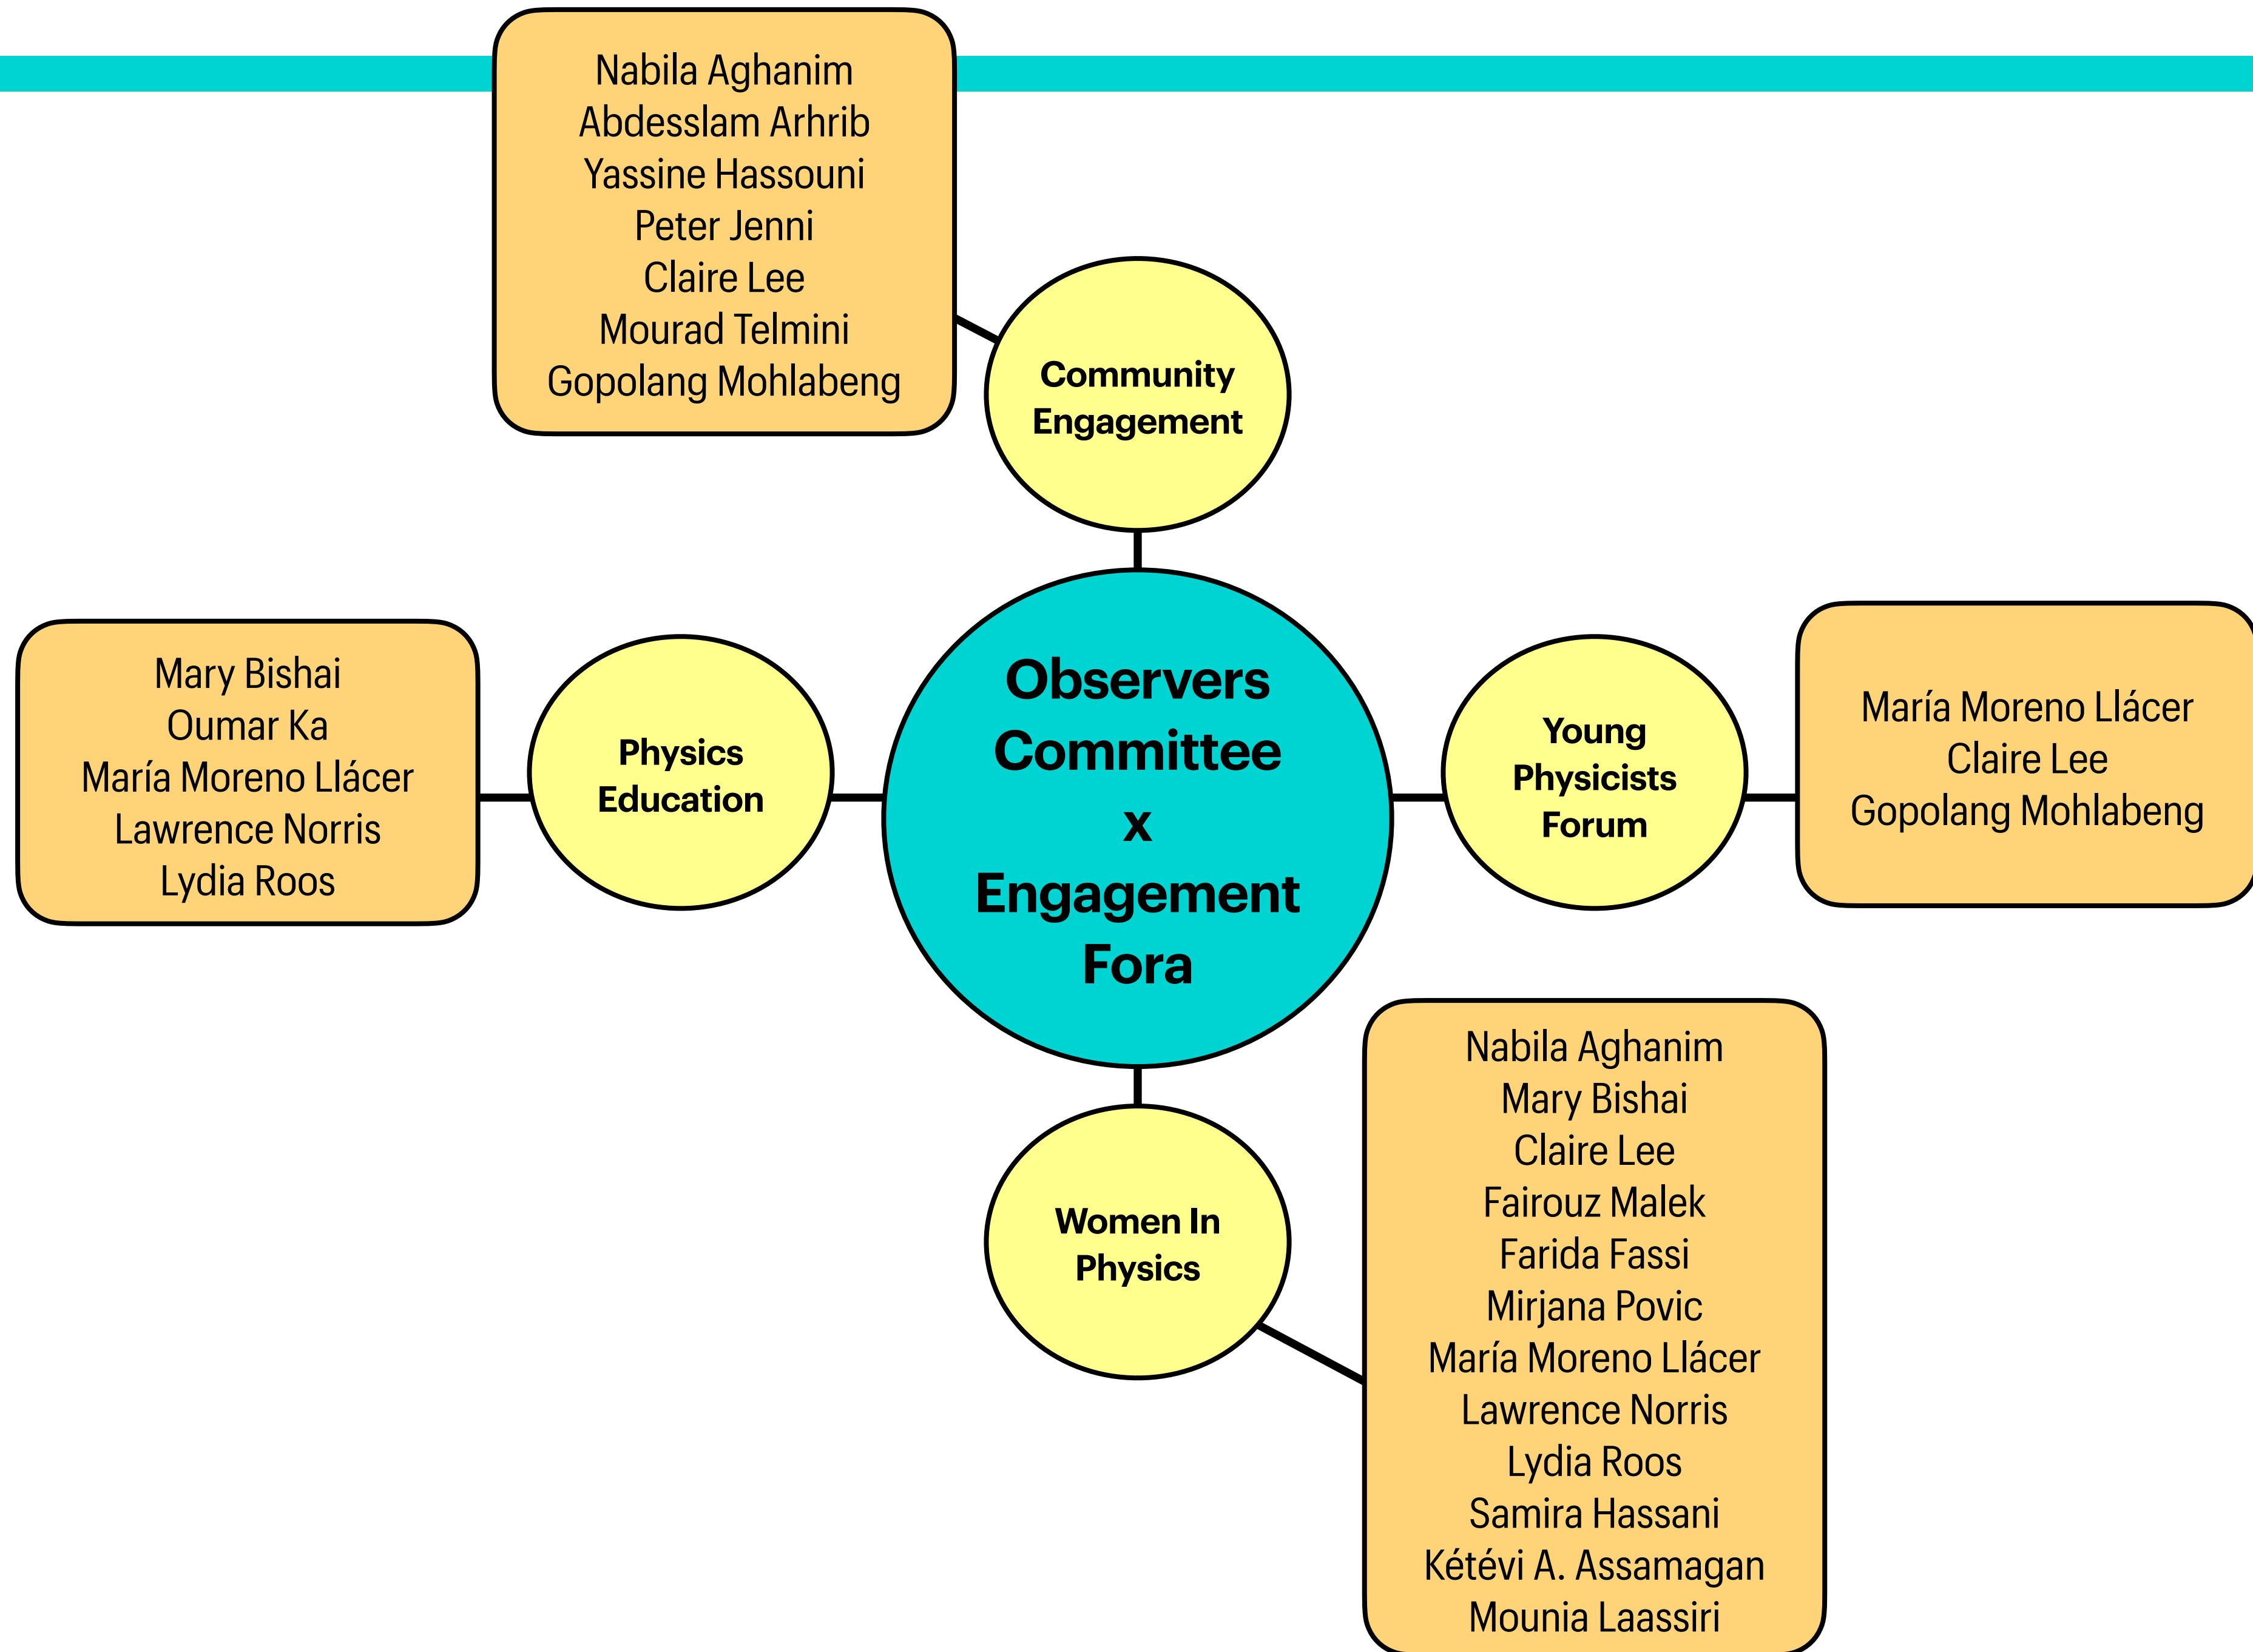 Nabila Aghanim
Abdesslam Arhrib
Yassine Hassouni
Peter Jenni
Claire Lee
Mourad Telmini
Gopolang Mohlabeng
Community
Engagement
Mary Bishai
Oumar Ka
María Moreno Llácer
Lawrence Norris
Lydia Roos
Physics
Education
Observers
Committee
x
Engagement
Fora
Young
Physicists
Forum
María Moreno Llácer
Claire Lee
Gopolang Mohlabeng
Women In
Physics
Nabila Aghanim
Mary Bishai
Claire Lee
Fairouz Malek
Farida Fassi
Mirjana Povic
María Moreno Llácer
Lawrence Norris
Lydia Roos
Samira Hassani
Kétévi A. Assamagan
Mounia Laassiri